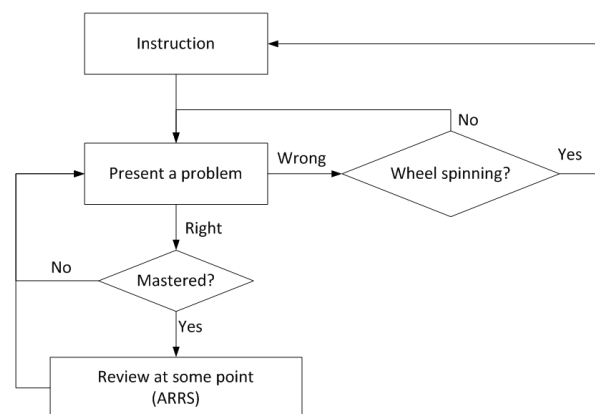 Instruction
No
Wrong
Yes
Present a problem
Wheel spinning?
Right
No
Mastered?
Yes
Review at some point
(ARRS)